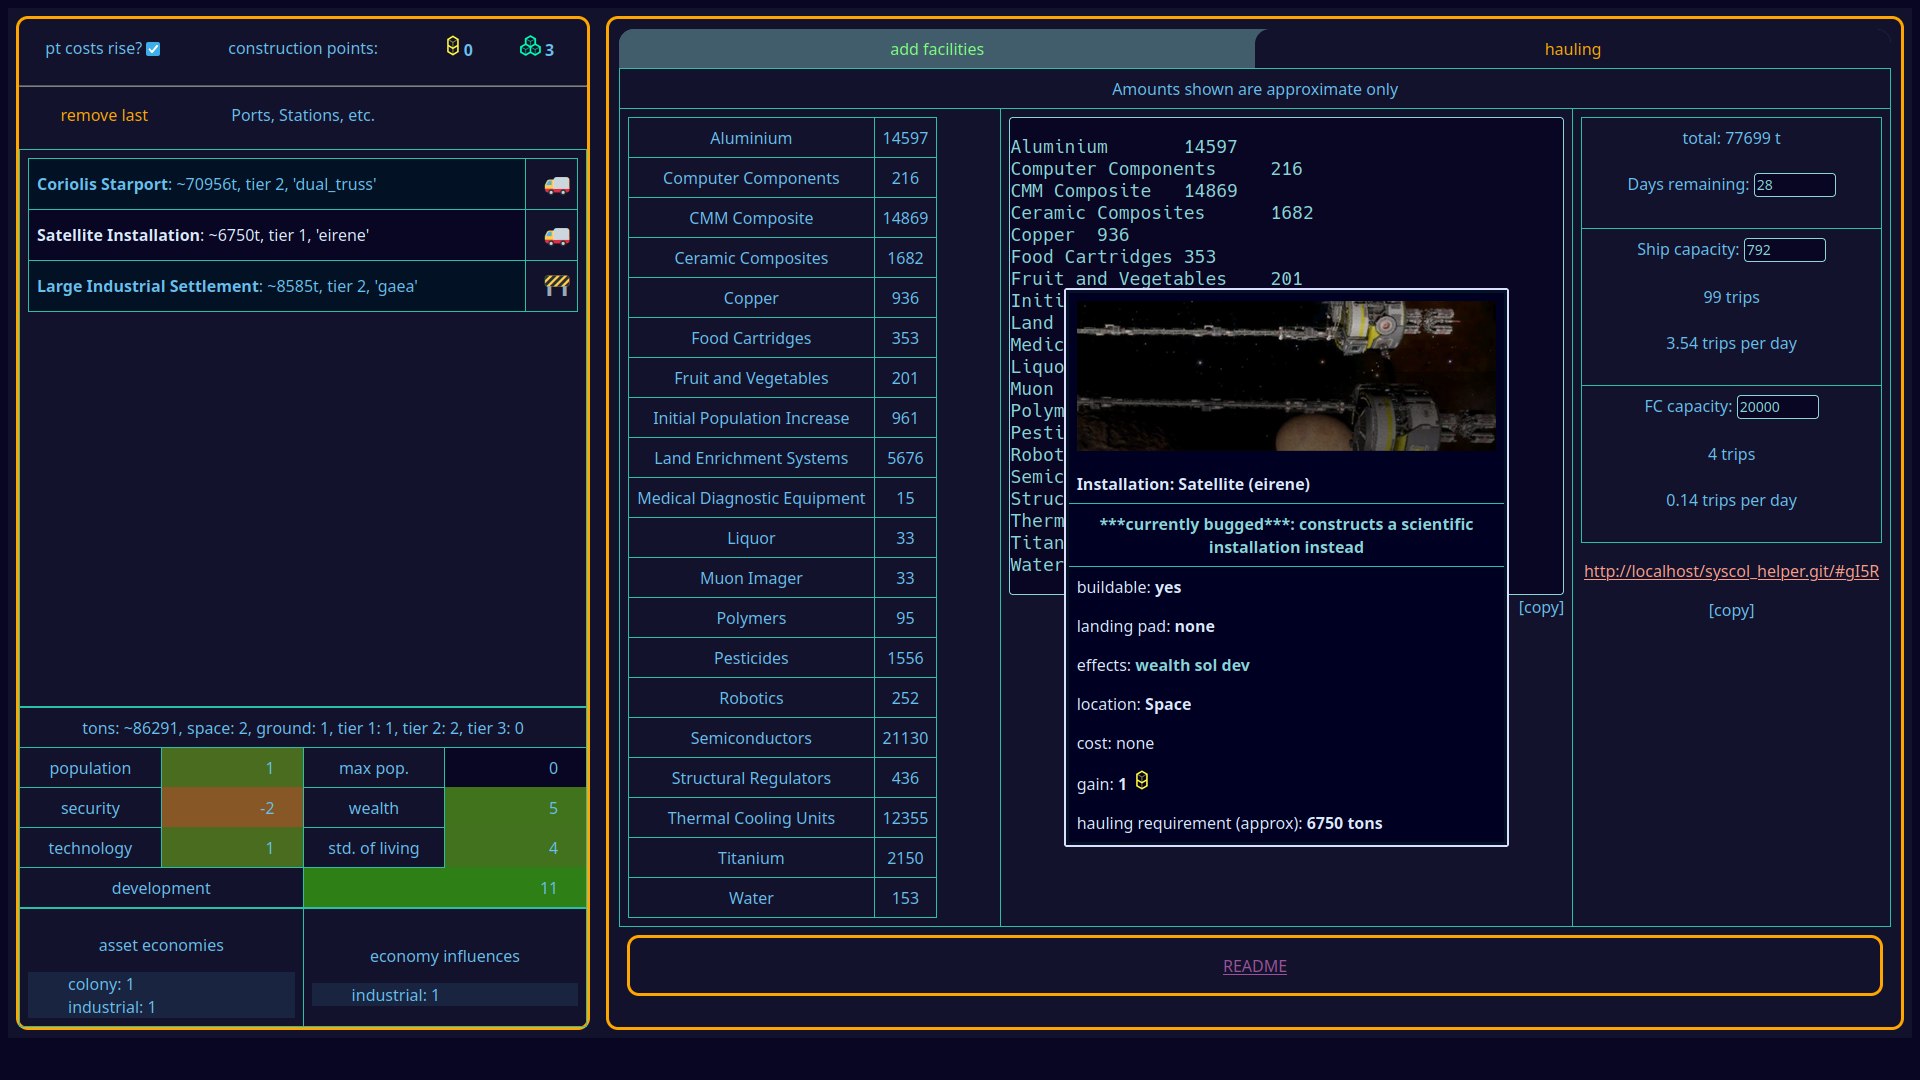 pt costs rise?
construction points:
0
3
remove last
Ports, Stations, etc.
Coriolis Starport: ~70956t, tier 2, 'dual_truss'
Satellite Installation: ~6750t, tier 1, 'eirene'
Large Industrial Settlement: ~8585t, tier 2, 'gaea'
tons: ~86291, space: 2, ground: 1, tier 1: 1, tier 2: 2, tier 3: 0
population 1 max pop. 0
security -2 wealth 5
technology 1 std. of living 4
development 11
asset economies
colony: 1
industrial: 1
economy influences
industrial: 1
add facilities
hauling
Amounts shown are approximate only
Aluminium 14597
Computer Components 216
CMM Composite 14869
Ceramic Composites 1682
Copper 936
Food Cartridges 353
Fruit and Vegetables 201
Initial Population Increase 961
Land Enrichment Systems 5676
Medical Diagnostic Equipment 15
Liquor 33
Muon Imager 33
Polymers 95
Pesticides 1556
Robotics 252
Semiconductors 21130
Structural Regulators 436
Thermal Cooling Units 12355
Titanium 2150
Water 153
Aluminium 14597
Computer Components 216
CMM Composite 14869
Ceramic Composites 1682
Copper 936
Food Cartridges 353
Fruit and Vegetables 201
Initi
Land
Medic
Liquo
Muon
Polym
Pesti
Robot
Semic
Struc
Therm
Titan
Water
[copy]
Installation: Satellite (eirene)
***currently bugged***: constructs a scientific
installation instead
buildable: yes
landing pad: none
effects: wealth sol dev
location: Space
cost: none
gain: 1
hauling requirement (approx): 6750 tons
total: 77699 t
Days remaining: 28
Ship capacity: 792
99 trips
3.54 trips per day
FC capacity: 20000
4 trips
0.14 trips per day
http://localhost/syscol_helper.git/#gI5R
[copy]
README